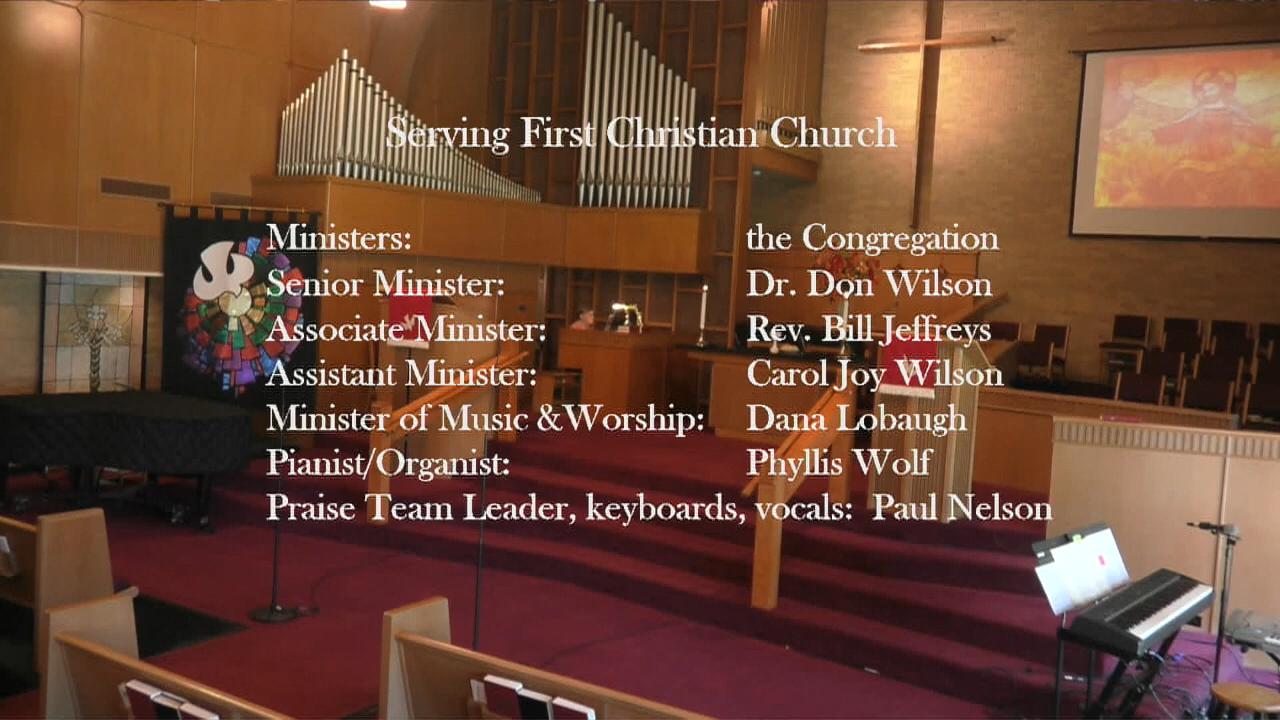 Serving First Christian Church
Ministers: the Congregation
Senior Minister: Dr. Don Wilson
Associate Minister: Rev. Bill Jeffreys
Assistant Minister: Carol Joy Wilson
Minister of Music &Worship: Dana Lobaugh
Pianist/Organist: Phyllis Wolf
Praise Team Leader, keyboards, vocals: Paul Nelson